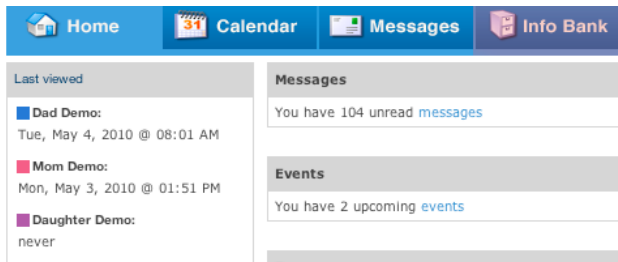 Home
31
Calendar
Messages
Info Bank
Last viewed
Dad Demo:
Tue, May 4, 2010 @ 08:01 AM
Mom Demo:
Mon, May 3, 2010 @ 01:51 PM
Daughter Demo:
never
Messages
You have 104 unread messages
Events
You have 2 upcoming events